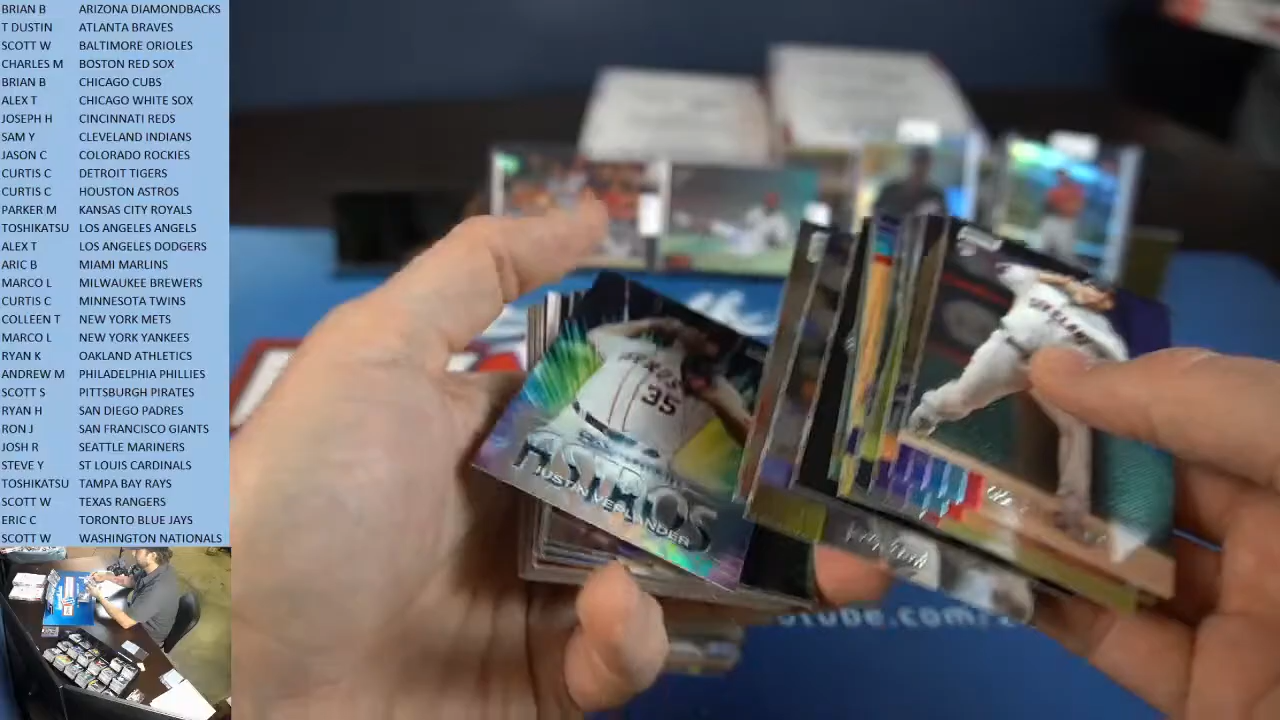 BRIAN B ARIZONA DIAMONDBACKS
T DUSTIN ATLANTA BRAVES
SCOTT W BALTIMORE ORIOLES
CHARLES M BOSTON RED SOX
BRIAN B CHICAGO CUBS
ALEX T CHICAGO WHITE SOX
JOSEPH H CINCINNATI REDS
SAM Y CLEVELAND INDIANS
JASON C COLORADO ROCKIES
CURTIS C DETROIT TIGERS
CURTIS C HOUSTON ASTROS
PARKER M KANSAS CITY ROYALS
TOSHIKATSU LOS ANGELES ANGELS
ALEX T LOS ANGELES DODGERS
ARIC B MIAMI MARLINS
MARCO L MILWAUKEE BREWERS
CURTIS C MINNESOTA TWINS
COLLEEN T NEW YORK METS
MARCO L NEW YORK YANKEES
RYAN K OAKLAND ATHLETICS
ANDREW M PHILADELPHIA PHILLIES
SCOTT S PITTSBURGH PIRATES
RYAN H SAN DIEGO PADRES
RON J SAN FRANCISCO GIANTS
JOSH R SEATTLE MARINERS
STEVE Y ST LOUIS CARDINALS
TOSHIKATSU TAMPA BAY RAYS
SCOTT W TEXAS RANGERS
ERIC C TORONTO BLUE JAYS
SCOTT W WASHINGTON NATIONALS
35
ASTROS
JUSTIN VERLANDER